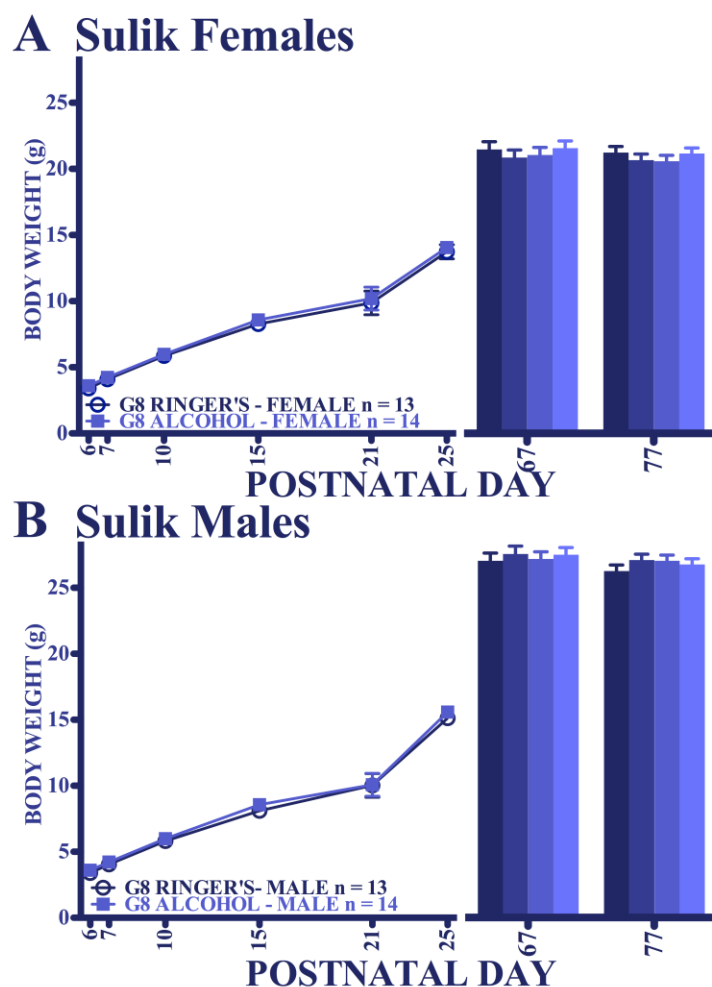 A Sulik Females
BODY WEIGHT (g)
25
20
15
10
5
0
G8 RINGER'S - FEMALE n = 13
G8 ALCOHOL - FEMALE n = 14
6 7 10 15 21 25 67 77
POSTNATAL DAY
B Sulik Males
BODY WEIGHT (g)
25
20
15
10
5
0
G8 RINGER'S- MALE n = 13
G8 ALCOHOL - MALE n = 14
6 7 10 15 21 25 67 77
POSTNATAL DAY